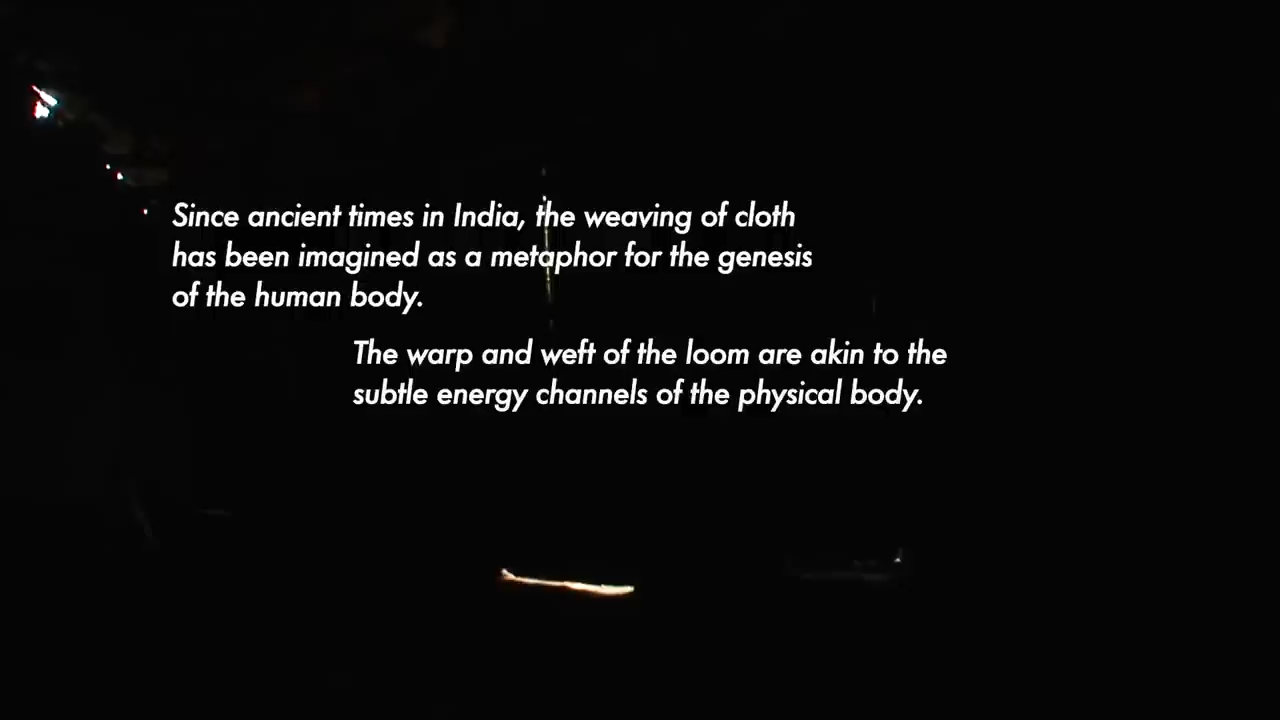 Since ancient times in India, the weaving of cloth
has been imagined as a metaphor for the genesis
of the human body.
The warp and weft of the loom are akin to the
subtle energy channels of the physical body.